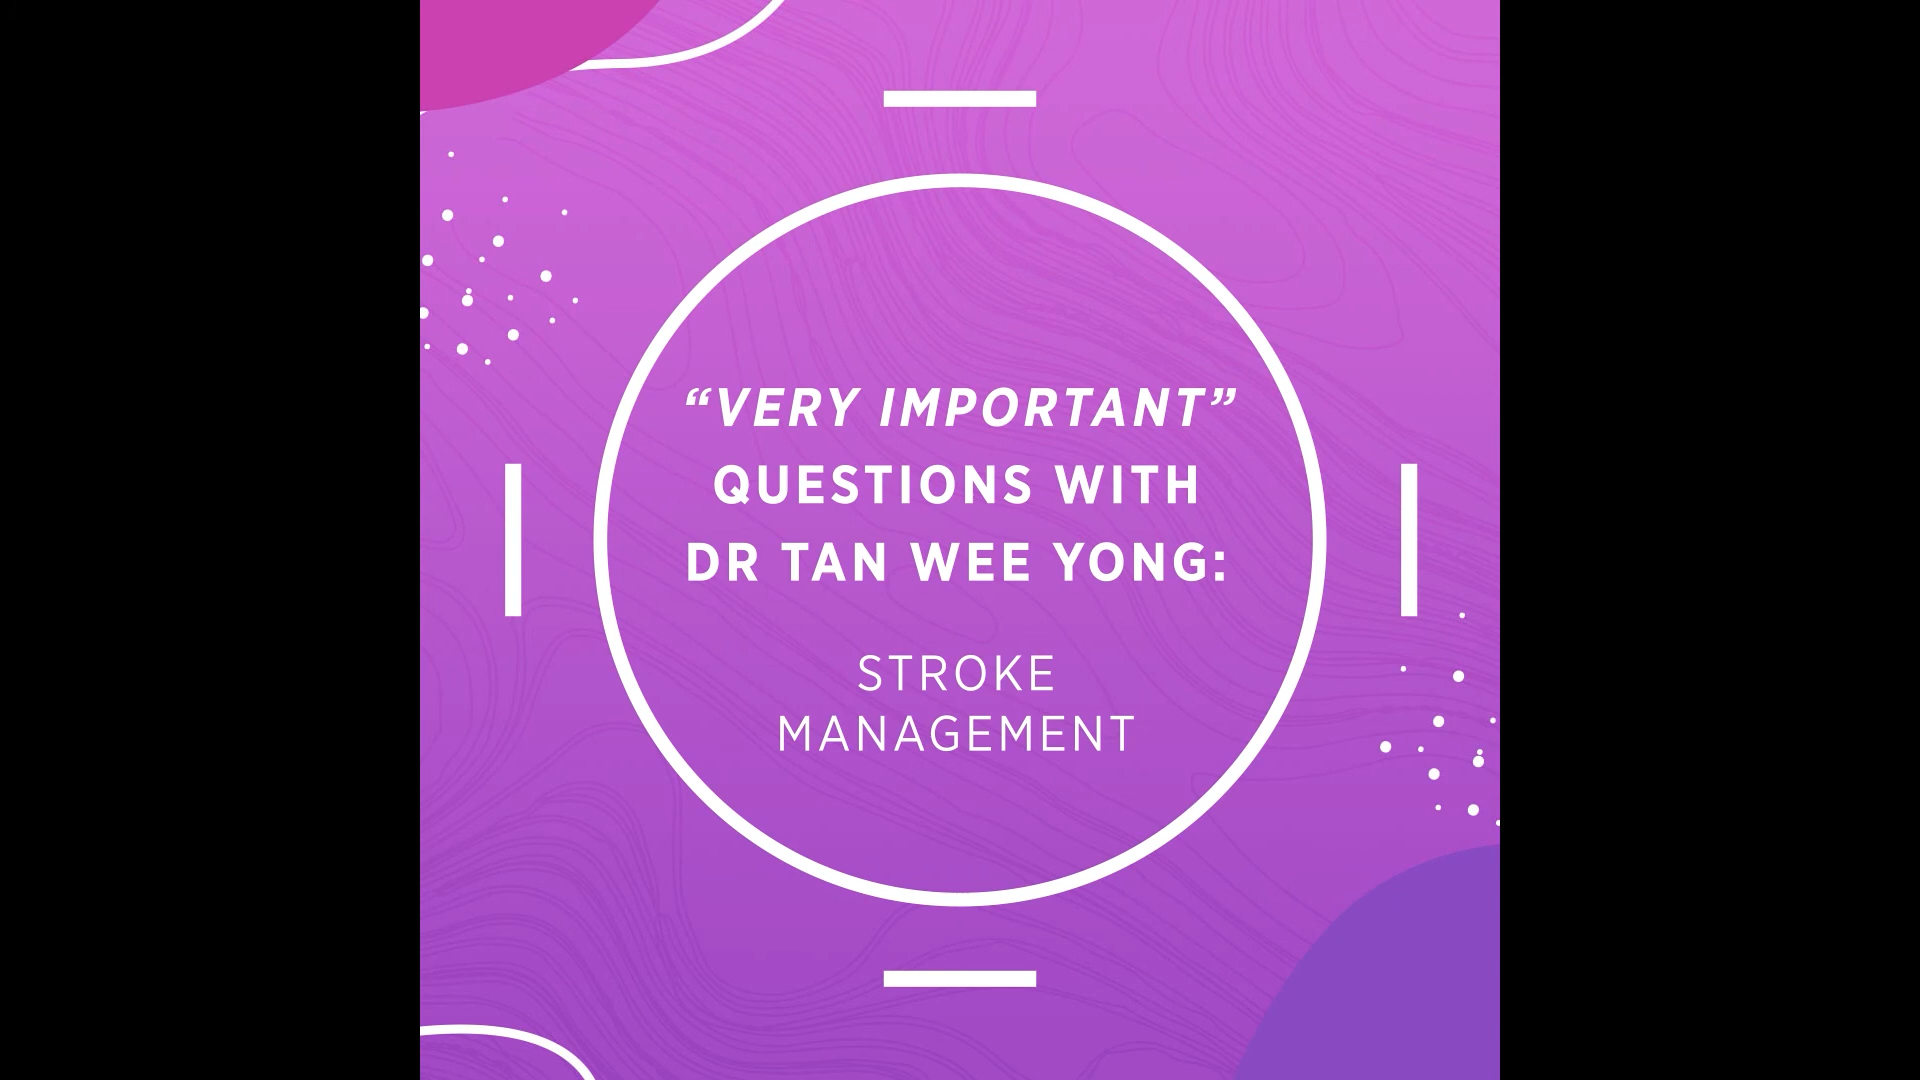 “VERY IMPORTANT”
QUESTIONS WITH
DR TAN WEE YONG:
STROKE
MANAGEMENT